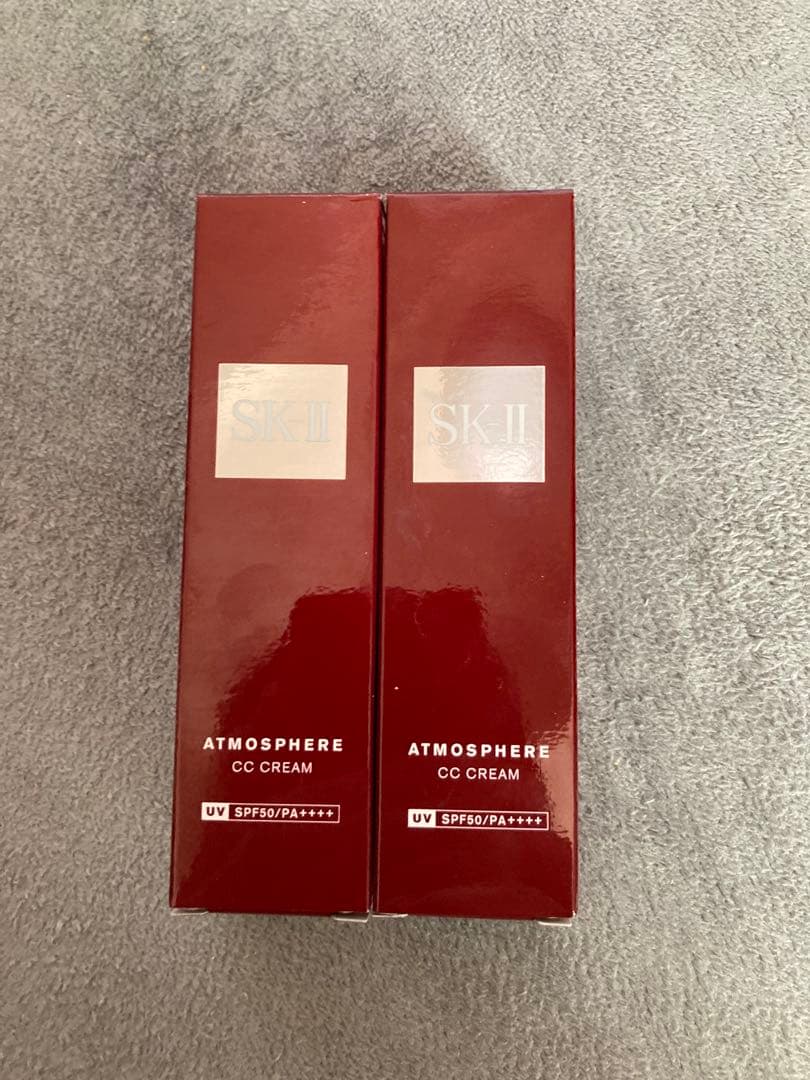 SK-II
ATMOSPHERE
CC CREAM
UV SPF50/PA++++
SK-II
ATMOSPHERE
CC CREAM
UV SPF50/PA++++